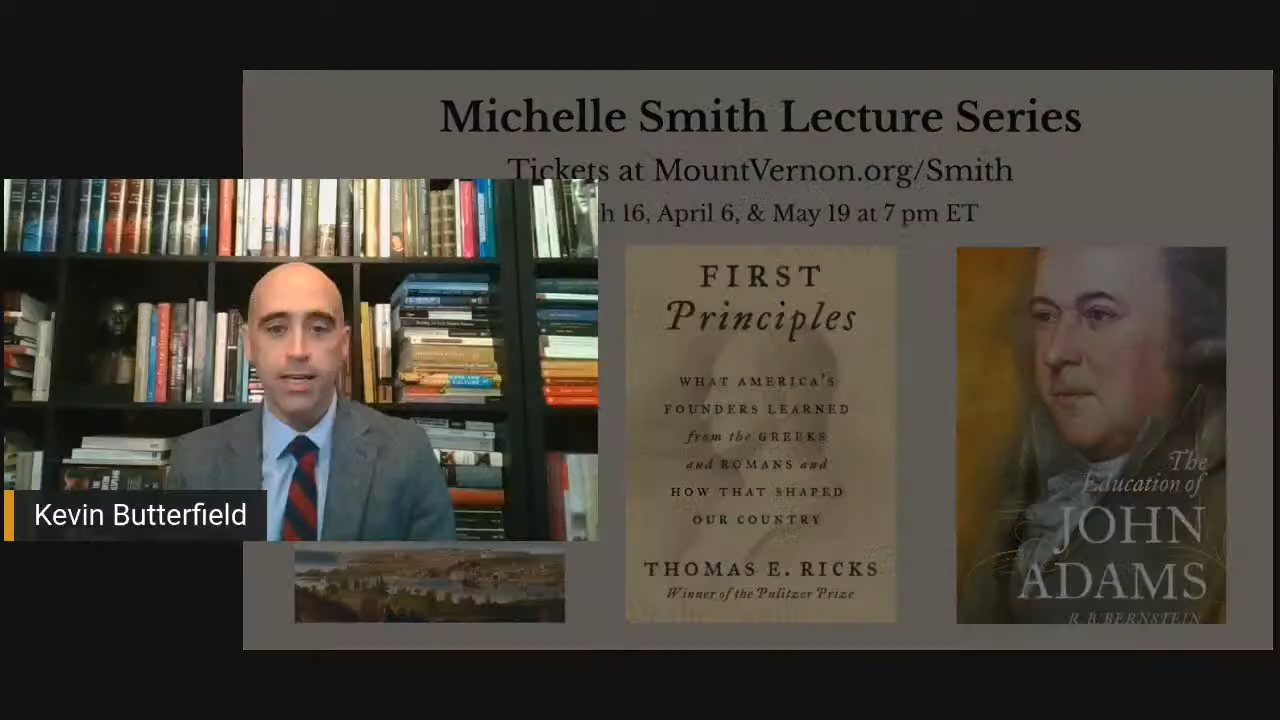 Michelle Smith Lecture Series
Tickets at MountVernon.org/Smith
h 16, April 6, & May 19 at 7 pm ET
FIRST
Principles
WHAT AMERICA'S
FOUNDERS LEARNED
from the GREEKS
and ROMANS and
HOW THAT SHAPED
OUR COUNTRY
THOMAS E. RICKS
Winner of the Pulitzer Prize
The
Education of
JOHN
ADAMS
R. B. BERNSTEIN
Kevin Butterfield